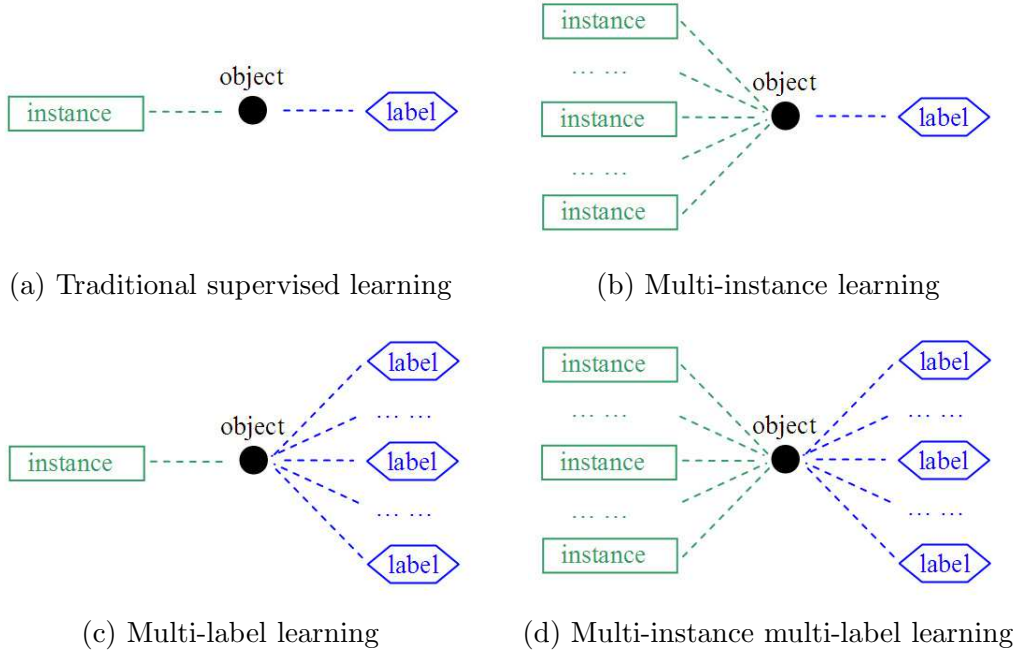 object
instance
label
(a) Traditional supervised learning
instance
... ...
instance
... ...
instance
object
label
(b) Multi-instance learning
instance
object
label
... ...
label
... ...
label
(c) Multi-label learning
instance
... ...
instance
... ...
instance
object
label
... ...
label
... ...
label
(d) Multi-instance multi-label learning